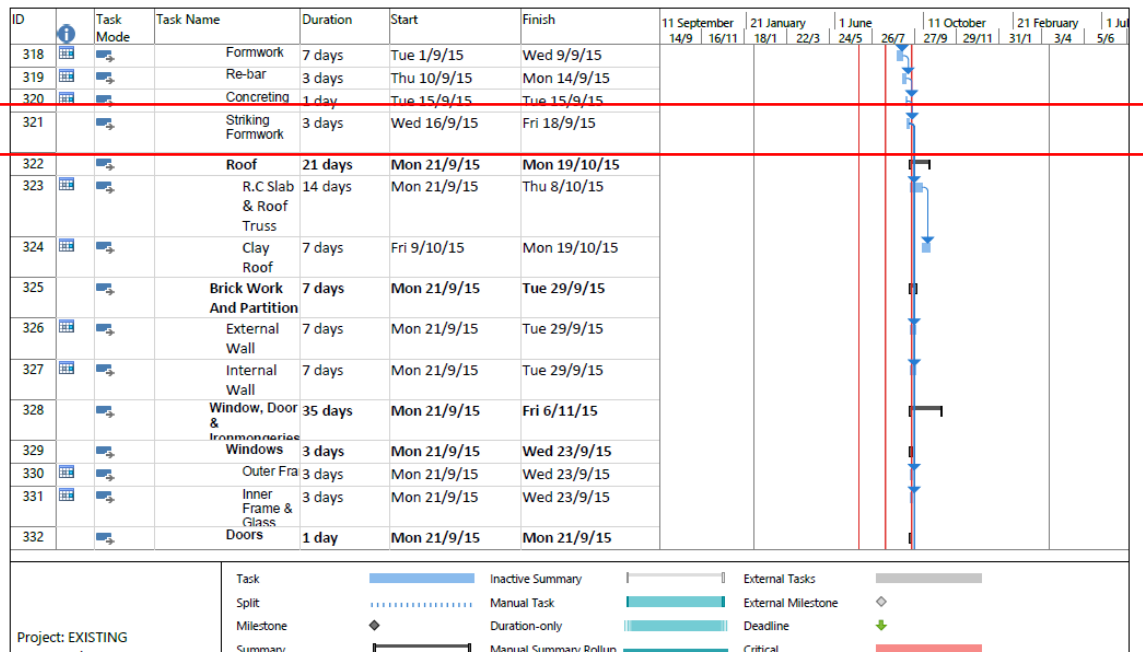 ID Task Mode Task Name Duration Start Finish
11 September 21 January 1 June 11 October 21 February
14/9 16/11 18/1 22/3 24/5 26/7 27/9 29/11 31/1 3/4 5/6
318 Formwork 7 days Tue 1/9/15 Wed 9/9/15
319 Re-bar 3 days Thu 10/9/15 Mon 14/9/15
320 Concreting 1 day Tue 15/9/15 Tue 15/9/15
321 Striking Formwork 3 days Wed 16/9/15 Fri 18/9/15
322 Roof 21 days Mon 21/9/15 Mon 19/10/15
323 R.C Slab & Roof Truss 14 days Mon 21/9/15 Thu 8/10/15
324 Clay Roof 7 days Fri 9/10/15 Mon 19/10/15
325 Brick Work And Partition 7 days Mon 21/9/15 Tue 29/9/15
326 External Wall 7 days Mon 21/9/15 Tue 29/9/15
327 Internal Wall 7 days Mon 21/9/15 Tue 29/9/15
328 Window, Door & Ironmongeries 35 days Mon 21/9/15 Fri 6/11/15
329 Windows 3 days Mon 21/9/15 Wed 23/9/15
330 Outer Fra 3 days Mon 21/9/15 Wed 23/9/15
331 Inner Frame & Glass 3 days Mon 21/9/15 Wed 23/9/15
332 Doors 1 day Mon 21/9/15 Mon 21/9/15
Project: EXISTING
Task Inactive Summary External Tasks
Split Manual Task External Milestone
Milestone Duration-only Deadline
Summary Manual Summary Rollup Critical